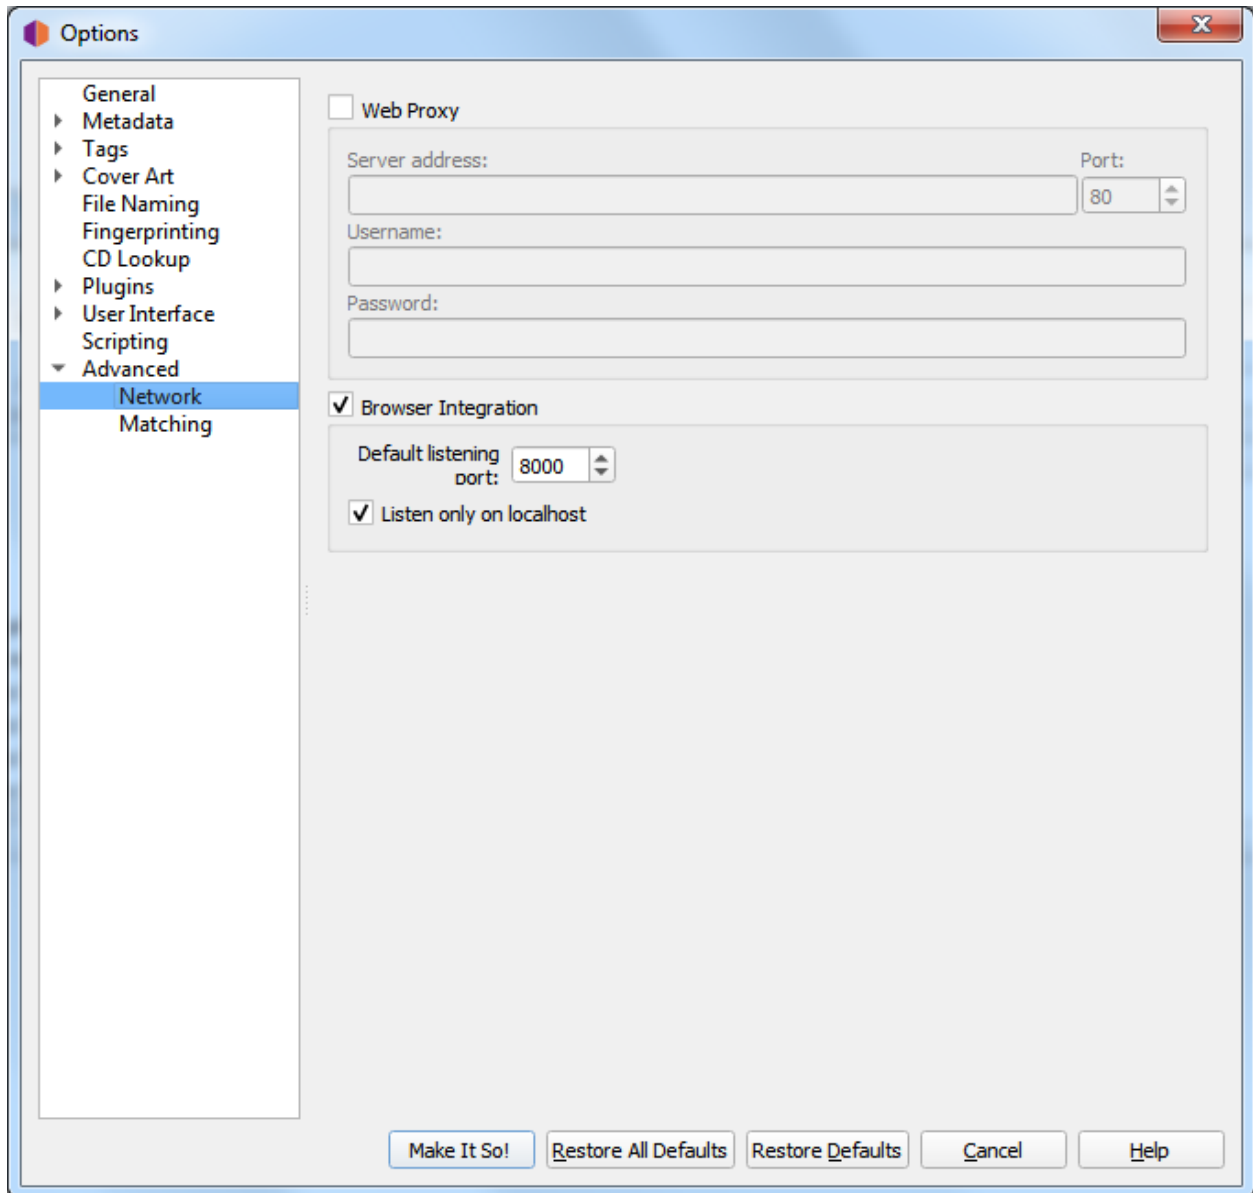 Options
General
Metadata
Tags
Cover Art
File Naming
Fingerprinting
CD Lookup
Plugins
User Interface
Scripting
Advanced
Network
Matching
Web Proxy
Server address:
Port:
80
Username:
Password:
Browser Integration
Default listening
port:
8000
Listen only on localhost
Make It So!
Restore All Defaults
Restore Defaults
Cancel
Help